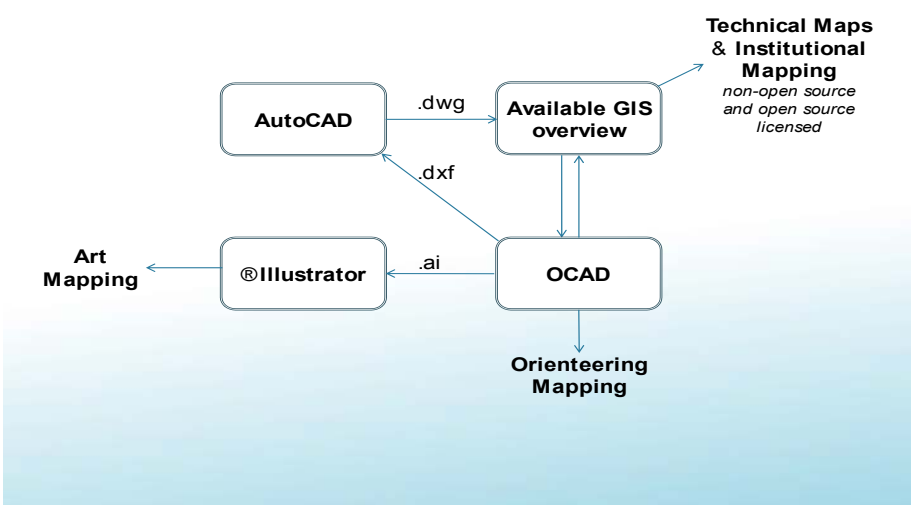 Technical Maps
& Institutional
Mapping
non-open source
and open source
licensed
AutoCAD
.dwg
Available GIS
overview
.dxf
Art
Mapping
®Illustrator
.ai
OCAD
Orienteering
Mapping